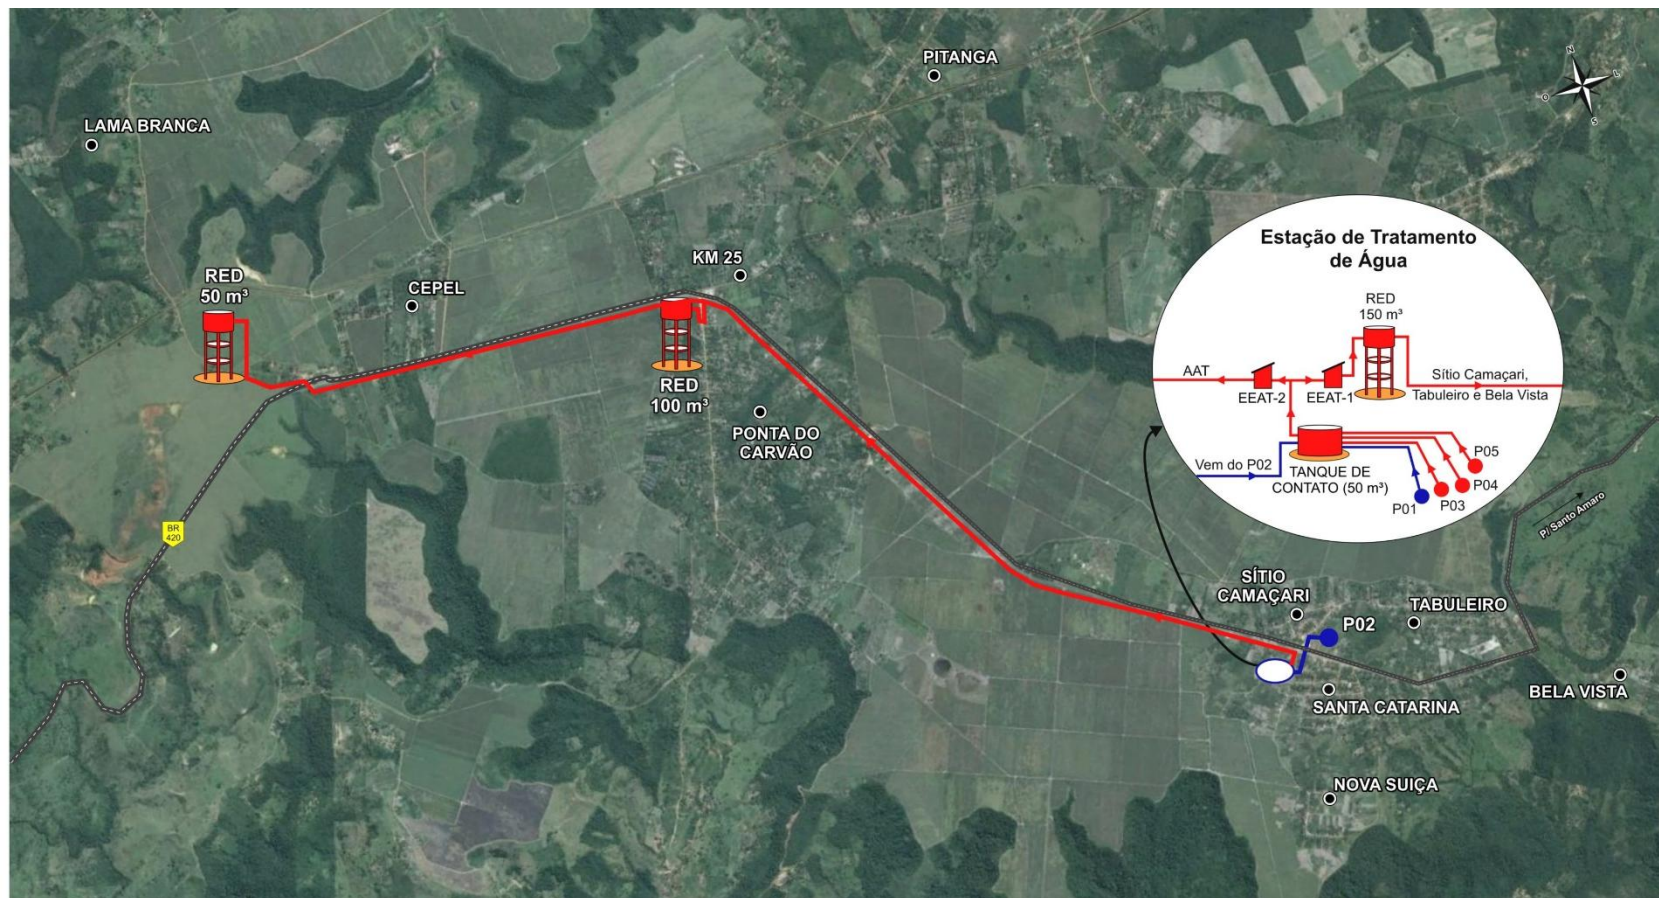 PITANGA
LAMA BRANCA
N
L
O
S
KM 25
RED
50 m³
CEPEL
RED
100 m³
PONTA DO
CARVÃO
BR
420
Estação de Tratamento
de Água
RED
150 m³
AAT
EEAT-2
EEAT-1
Sítio Camaçari,
Tabuleiro e Bela Vista
Vem do P02
TANQUE DE
CONTATO (50 m³)
P05
P04
P03
P01
P/ Santo Amaro
SÍTIO
CAMAÇARI
TABULEIRO
P02
BELA VISTA
SANTA CATARINA
NOVA SUIÇA